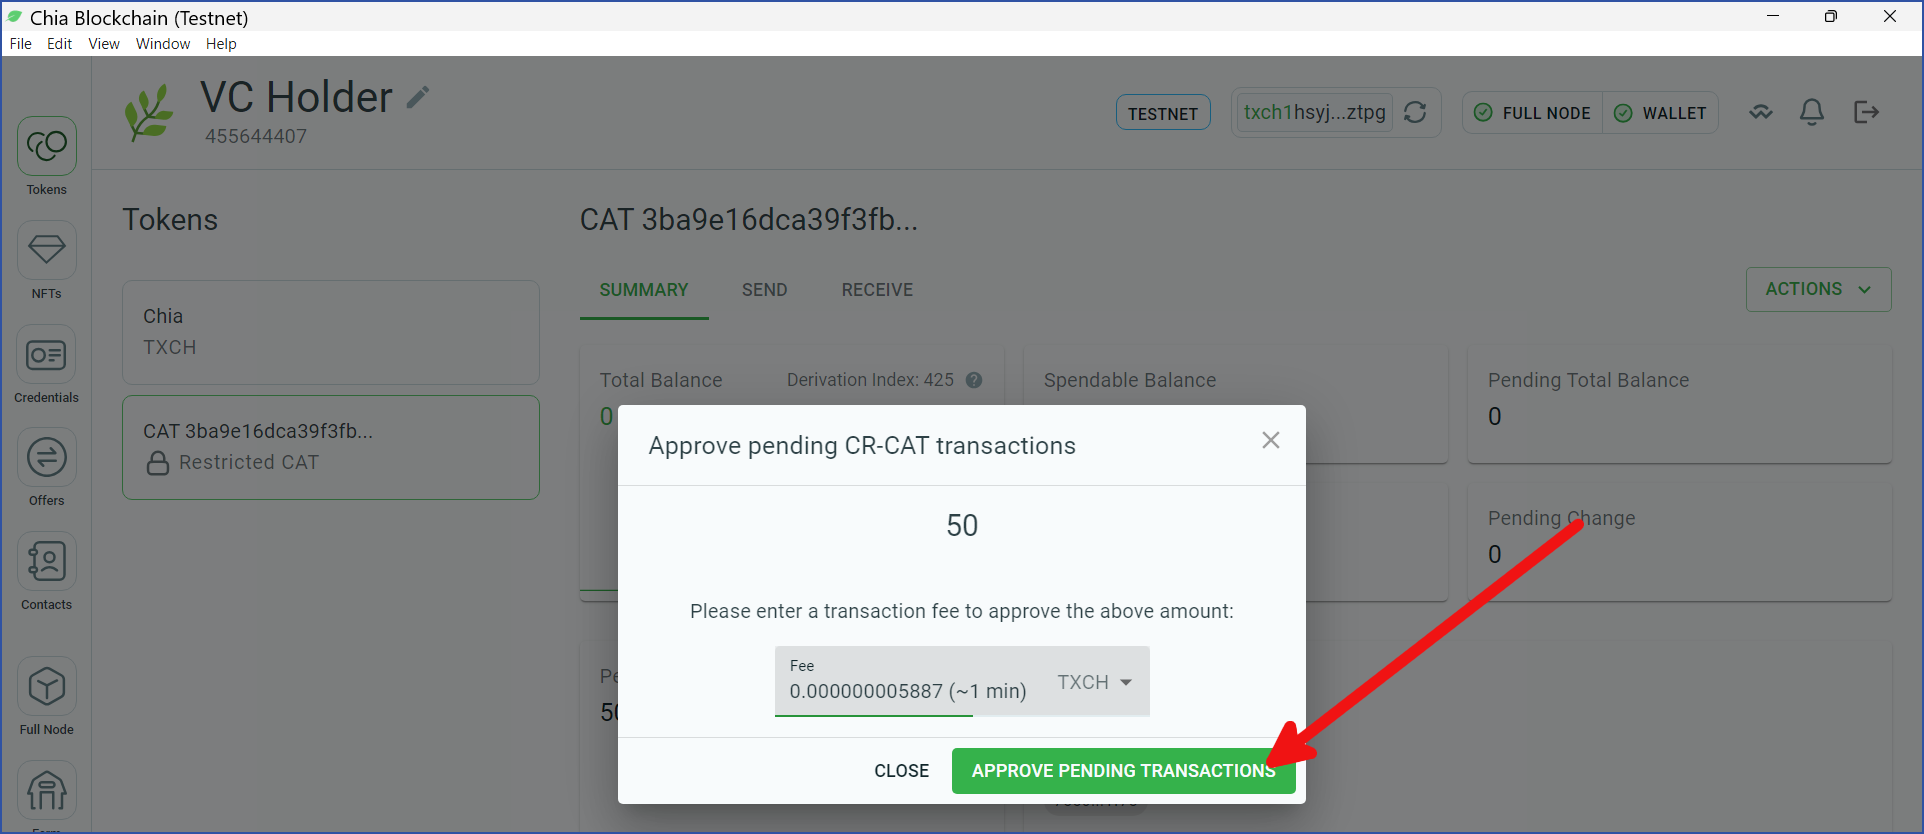 Chia Blockchain (Testnet)
File Edit View Window Help
VC Holder
455644407
TESTNET
txch1hsyj...ztpg
FULL NODE
WALLET
Tokens
NFTs
Credentials
Offers
Contacts
Full Node
Tokens
Chia
TXCH
CAT 3ba9e16dca39f3fb...
Restricted CAT
CAT 3ba9e16dca39f3fb...
SUMMARY SEND RECEIVE
ACTIONS
Total Balance
Derivation Index: 425
0
Spendable Balance
Pending Total Balance
0
Pending Change
0
Approve pending CR-CAT transactions
50
Please enter a transaction fee to approve the above amount:
Fee
0.000000005887 (~1 min)
TXCH
CLOSE
APPROVE PENDING TRANSACTIONS